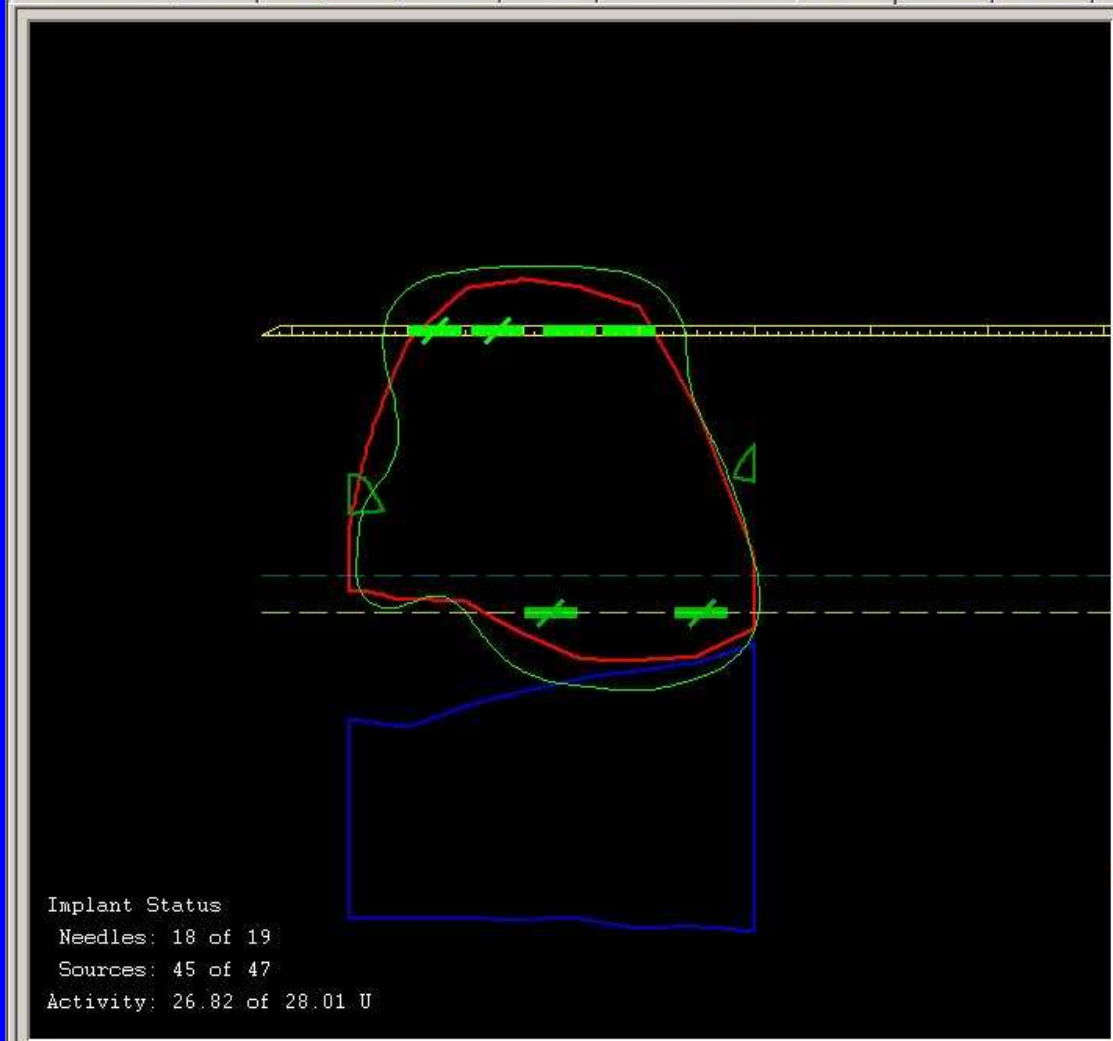 Implant Status
Needles: 18 of 19
Sources: 45 of 47
Activity: 26.82 of 28.01 U